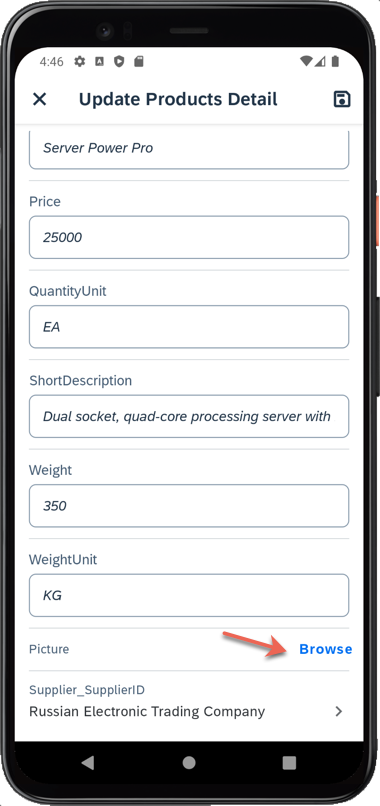 4:46
Update Products Detail
Server Power Pro
Price
25000
QuantityUnit
EA
ShortDescription
Dual socket, quad-core processing server with
Weight
350
WeightUnit
KG
Picture Browse
Supplier_SupplierID
Russian Electronic Trading Company